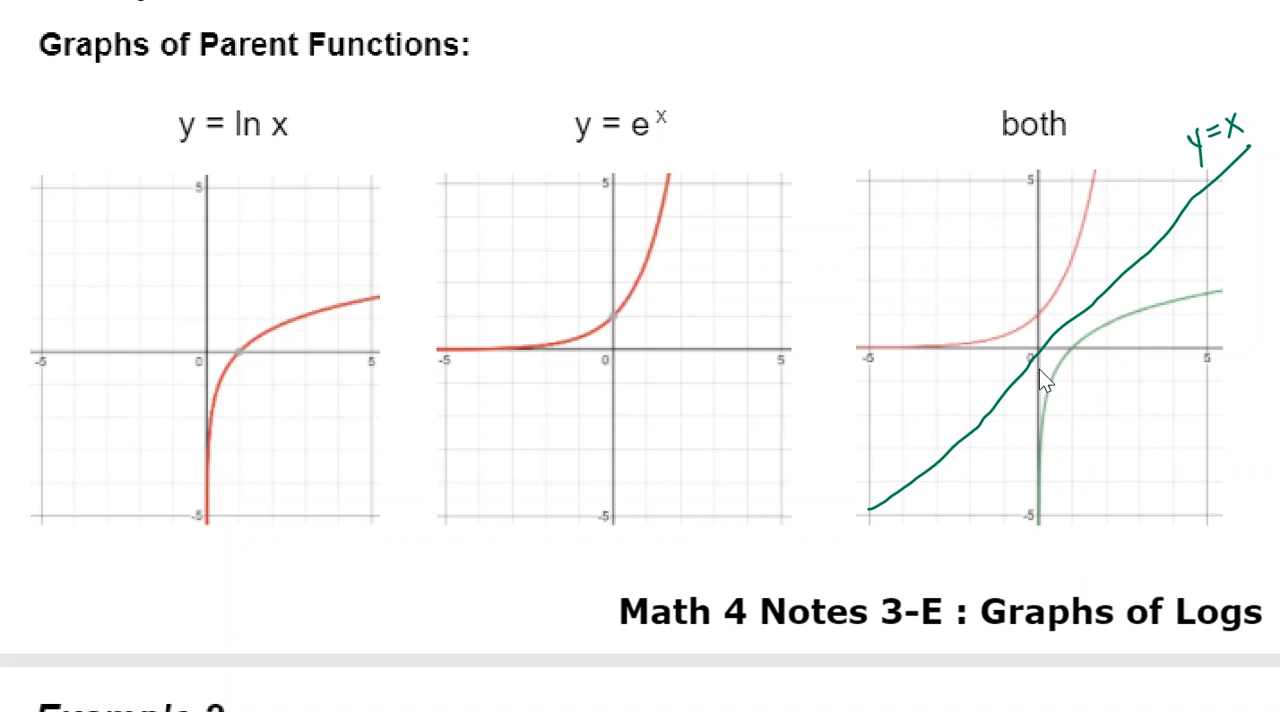 Graphs of Parent Functions:
y = ln x
y = e^x
both
y=x
5
-5
0
5
-5
5
-5
0
5
-5
5
-5
0
5
-5
Math 4 Notes 3-E : Graphs of Logs